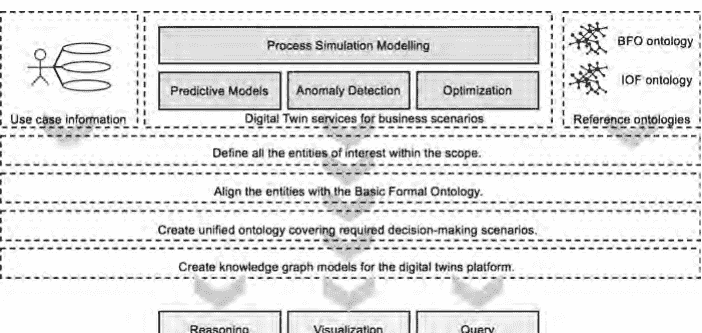 Process Simulation Modelling
BFO ontology
IOF ontology
Predictive Models
Anomaly Detection
Optimization
Use case information
Digital Twin services for business scenarios
Reference ontologies
Define all the entities of interest within the scope.
Align the entities with the Basic Formal Ontology.
Create unified ontology covering required decision-making scenarios.
Create knowledge graph models for the digital twins platform.
Reasoning
Visualization
Query